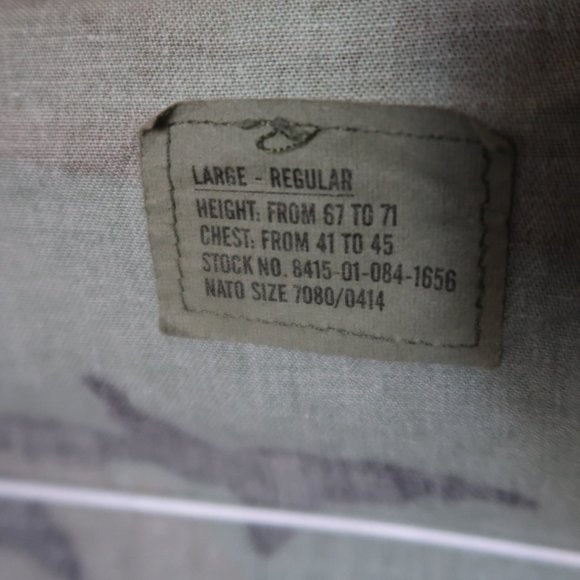 LARGE - REGULAR
HEIGHT: FROM 67 TO 71
CHEST: FROM 41 TO 45
STOCK NO. 8415-01-084-1656
NATO SIZE 7080/0414